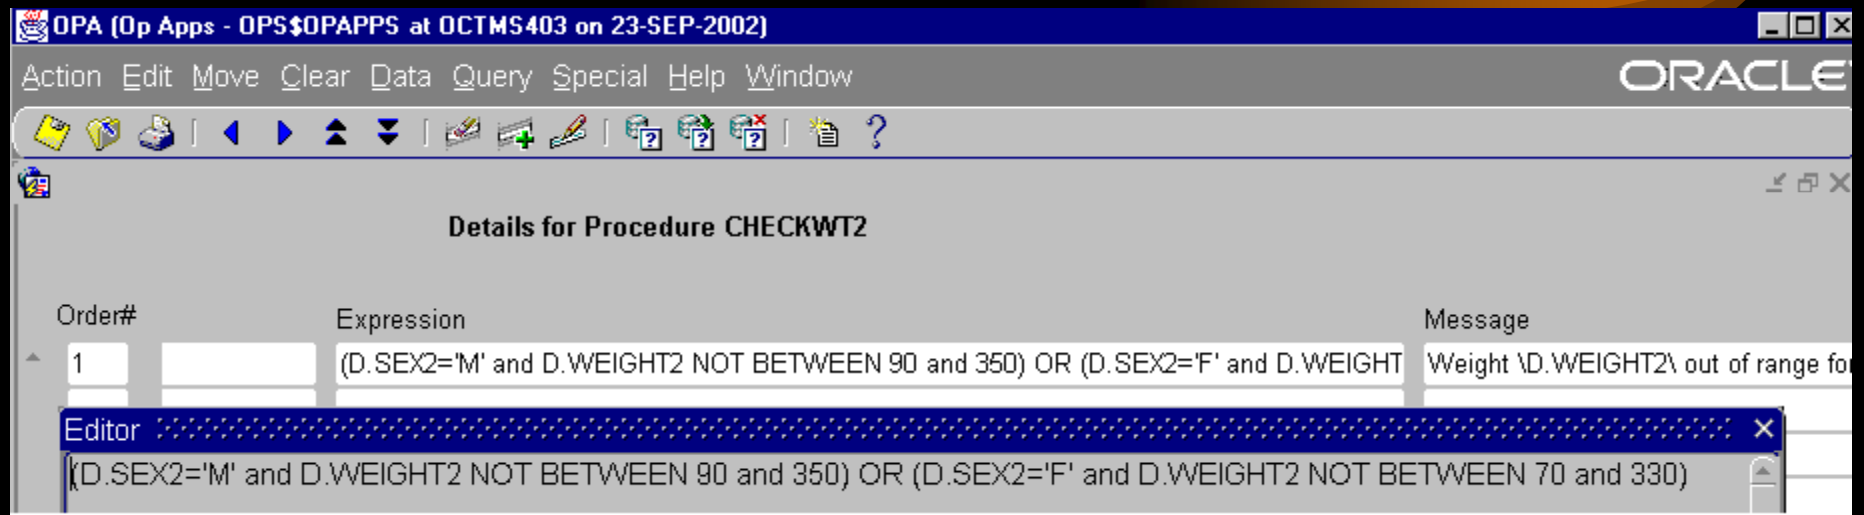 OPA (Op Apps - OPS$OPAPPS at OCTMS403 on 23-SEP-2002)
Action Edit Move Clear Data Query Special Help Window
ORACLE
Details for Procedure CHECKWT2
Order# Expression Message
1 (D.SEX2='M' and D.WEIGHT2 NOT BETWEEN 90 and 350) OR (D.SEX2='F' and D.WEIGHT Weight \D.WEIGHT2\ out of range for
Editor
(D.SEX2='M' and D.WEIGHT2 NOT BETWEEN 90 and 350) OR (D.SEX2='F' and D.WEIGHT2 NOT BETWEEN 70 and 330)